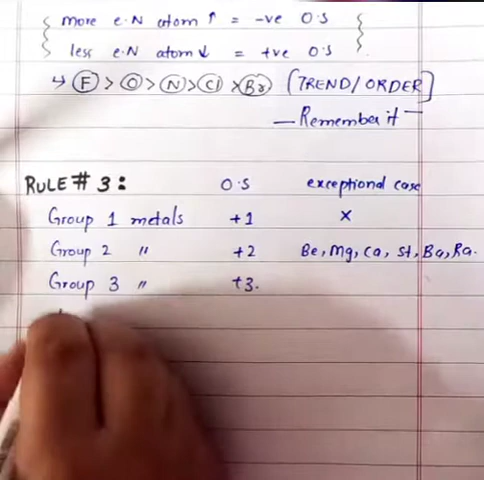 more e.N atom ↑ = -ve O.S
less e.N atom ↓ = +ve O.S
↳ F > O > N > Cl > Br [TREND/ORDER]
— Remember it —
RULE # 3: O.S exceptional case
Group 1 metals +1 ×
Group 2 " +2 Be, Mg, Ca, St, Ba, Ra.
Group 3 " +3.